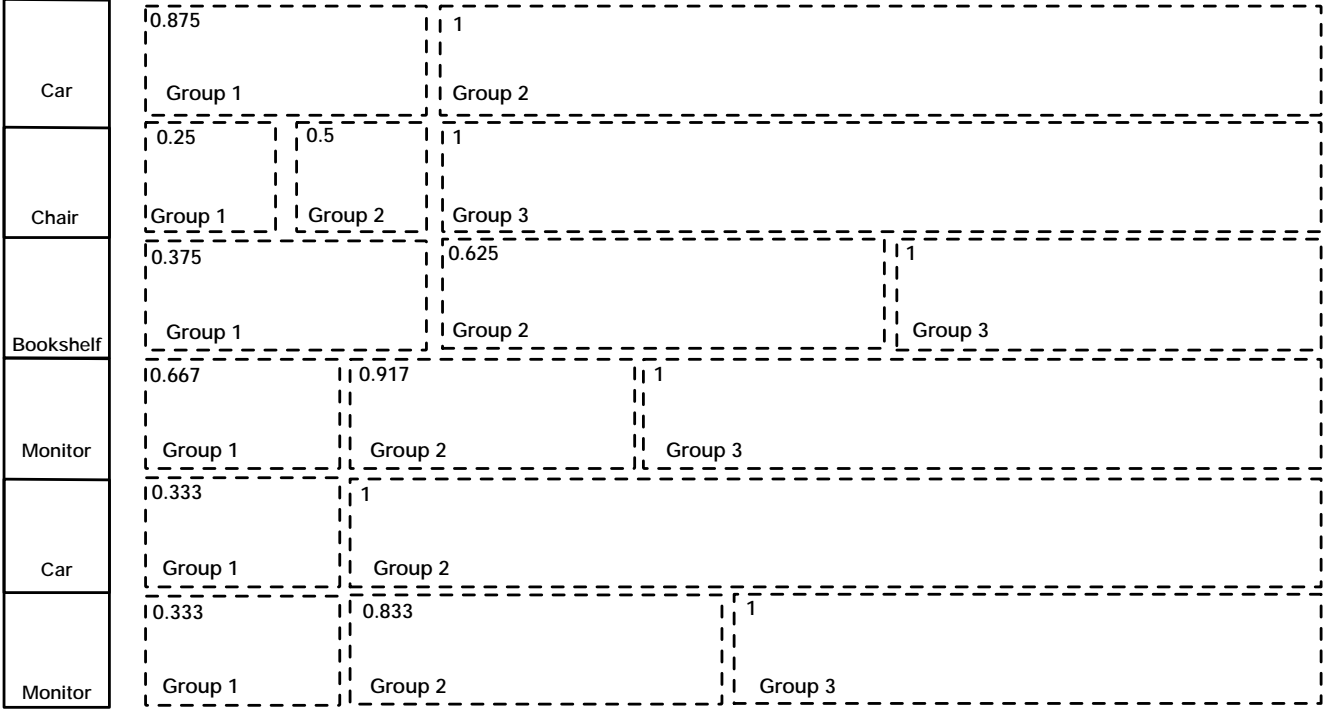 0.875 1
Car Group 1 Group 2
0.25 0.5 1
Chair Group 1 Group 2 Group 3
0.375 0.625 1
Bookshelf Group 1 Group 2 Group 3
0.667 0.917 1
Monitor Group 1 Group 2 Group 3
0.333 1
Car Group 1 Group 2
0.333 0.833 1
Monitor Group 1 Group 2 Group 3